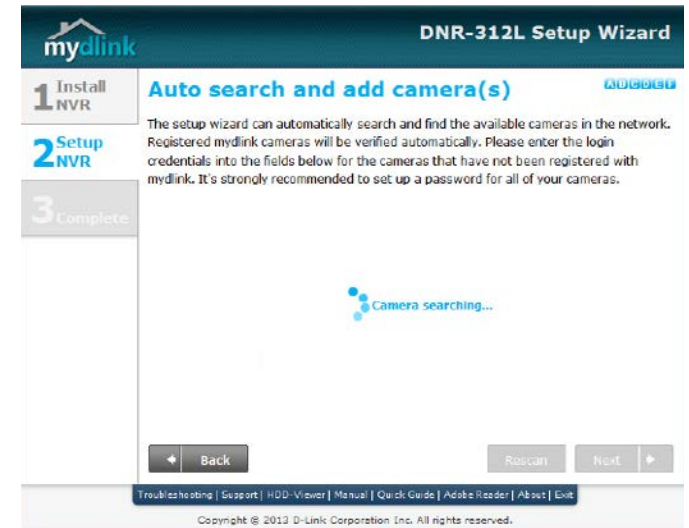 mydlink
DNR-312L Setup Wizard
1 Install
NVR
2 Setup
NVR
3 Complete
Auto search and add camera(s)
A B C D E F
The setup wizard can automatically search and find the available cameras in the network.
Registered mydlink cameras will be verified automatically. Please enter the login
credentials into the fields below for the cameras that have not been registered with
mydlink. It's strongly recommended to set up a password for all of your cameras.
Camera searching...
Back
Rescan
Next
Troubleshooting | Support | HDD-Viewer | Manual | Quick Guide | Adobe Reader | About | Exit
Copyright © 2013 D-Link Corporation Inc. All rights reserved.